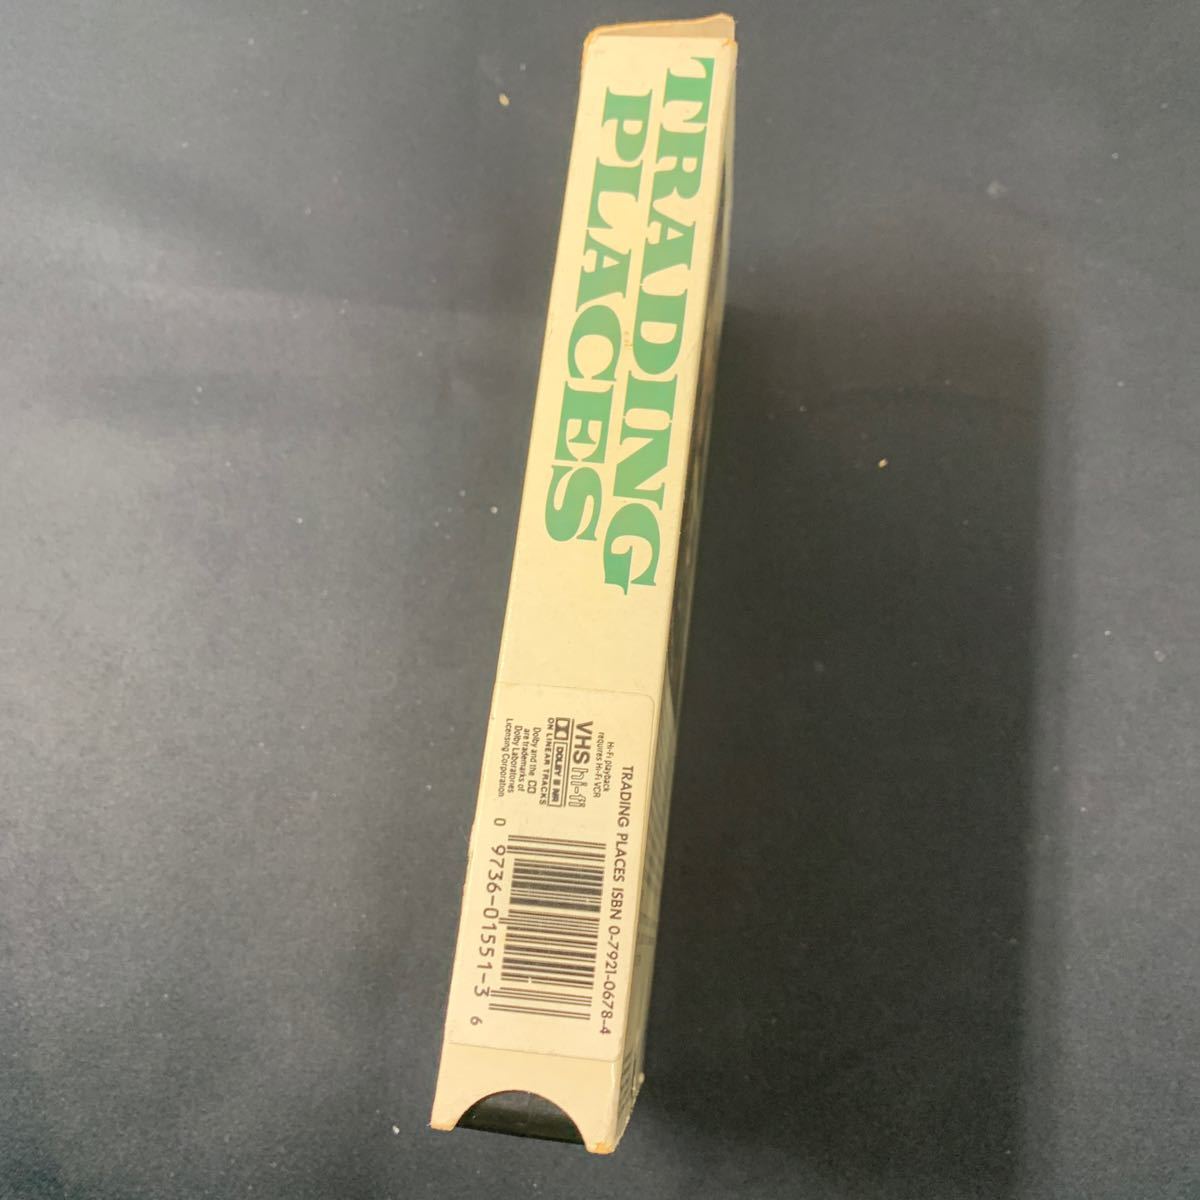 TRADING
PLACES
TRADING PLACES ISBN 0-7921-0678-4
Hi-Fi playback
requires Hi-Fi VCR
VHS hi-fi
DOLBY B NR
ON LINEAR TRACKS
Dolby and the DD
are trademarks of
Dolby Laboratories
Licensing Corporation
0 9736-01551-3 6